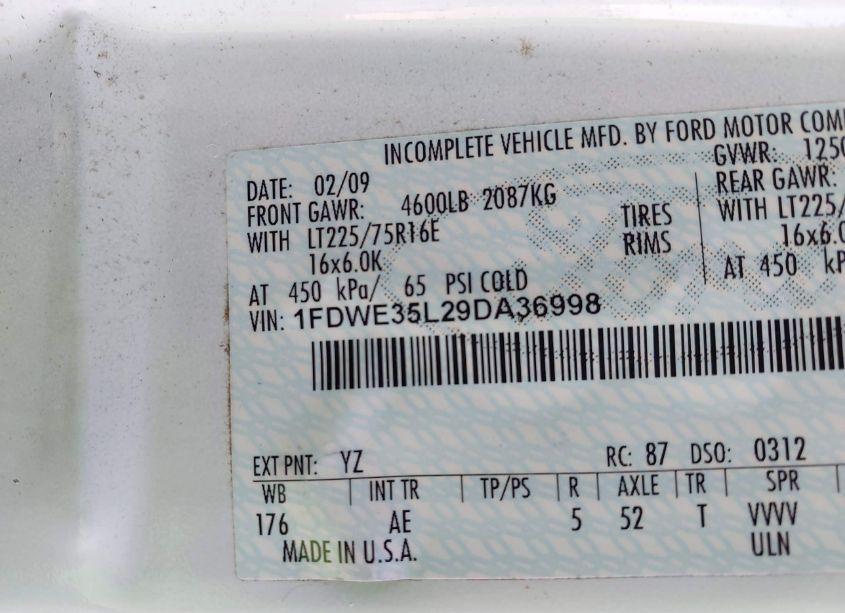 INCOMPLETE VEHICLE MFD. BY FORD MOTOR
DATE: 02/09 GVWR:
FRONT GAWR: 4600LB 2087KG REAR GAWR:
WITH LT225/75R16E TIRES WITH LT225/
16x6.0K RIMS 16x6.0
AT 450 kPa/ 65 PSI COLD AT 450
VIN: 1FDWE35L29DA36998
EXT PNT: YZ RC: 87 DSO: 0312
WB INT TR TP/PS R AXLE TR SPR
176 AE 5 52 T VVVV
MADE IN U.S.A. ULN